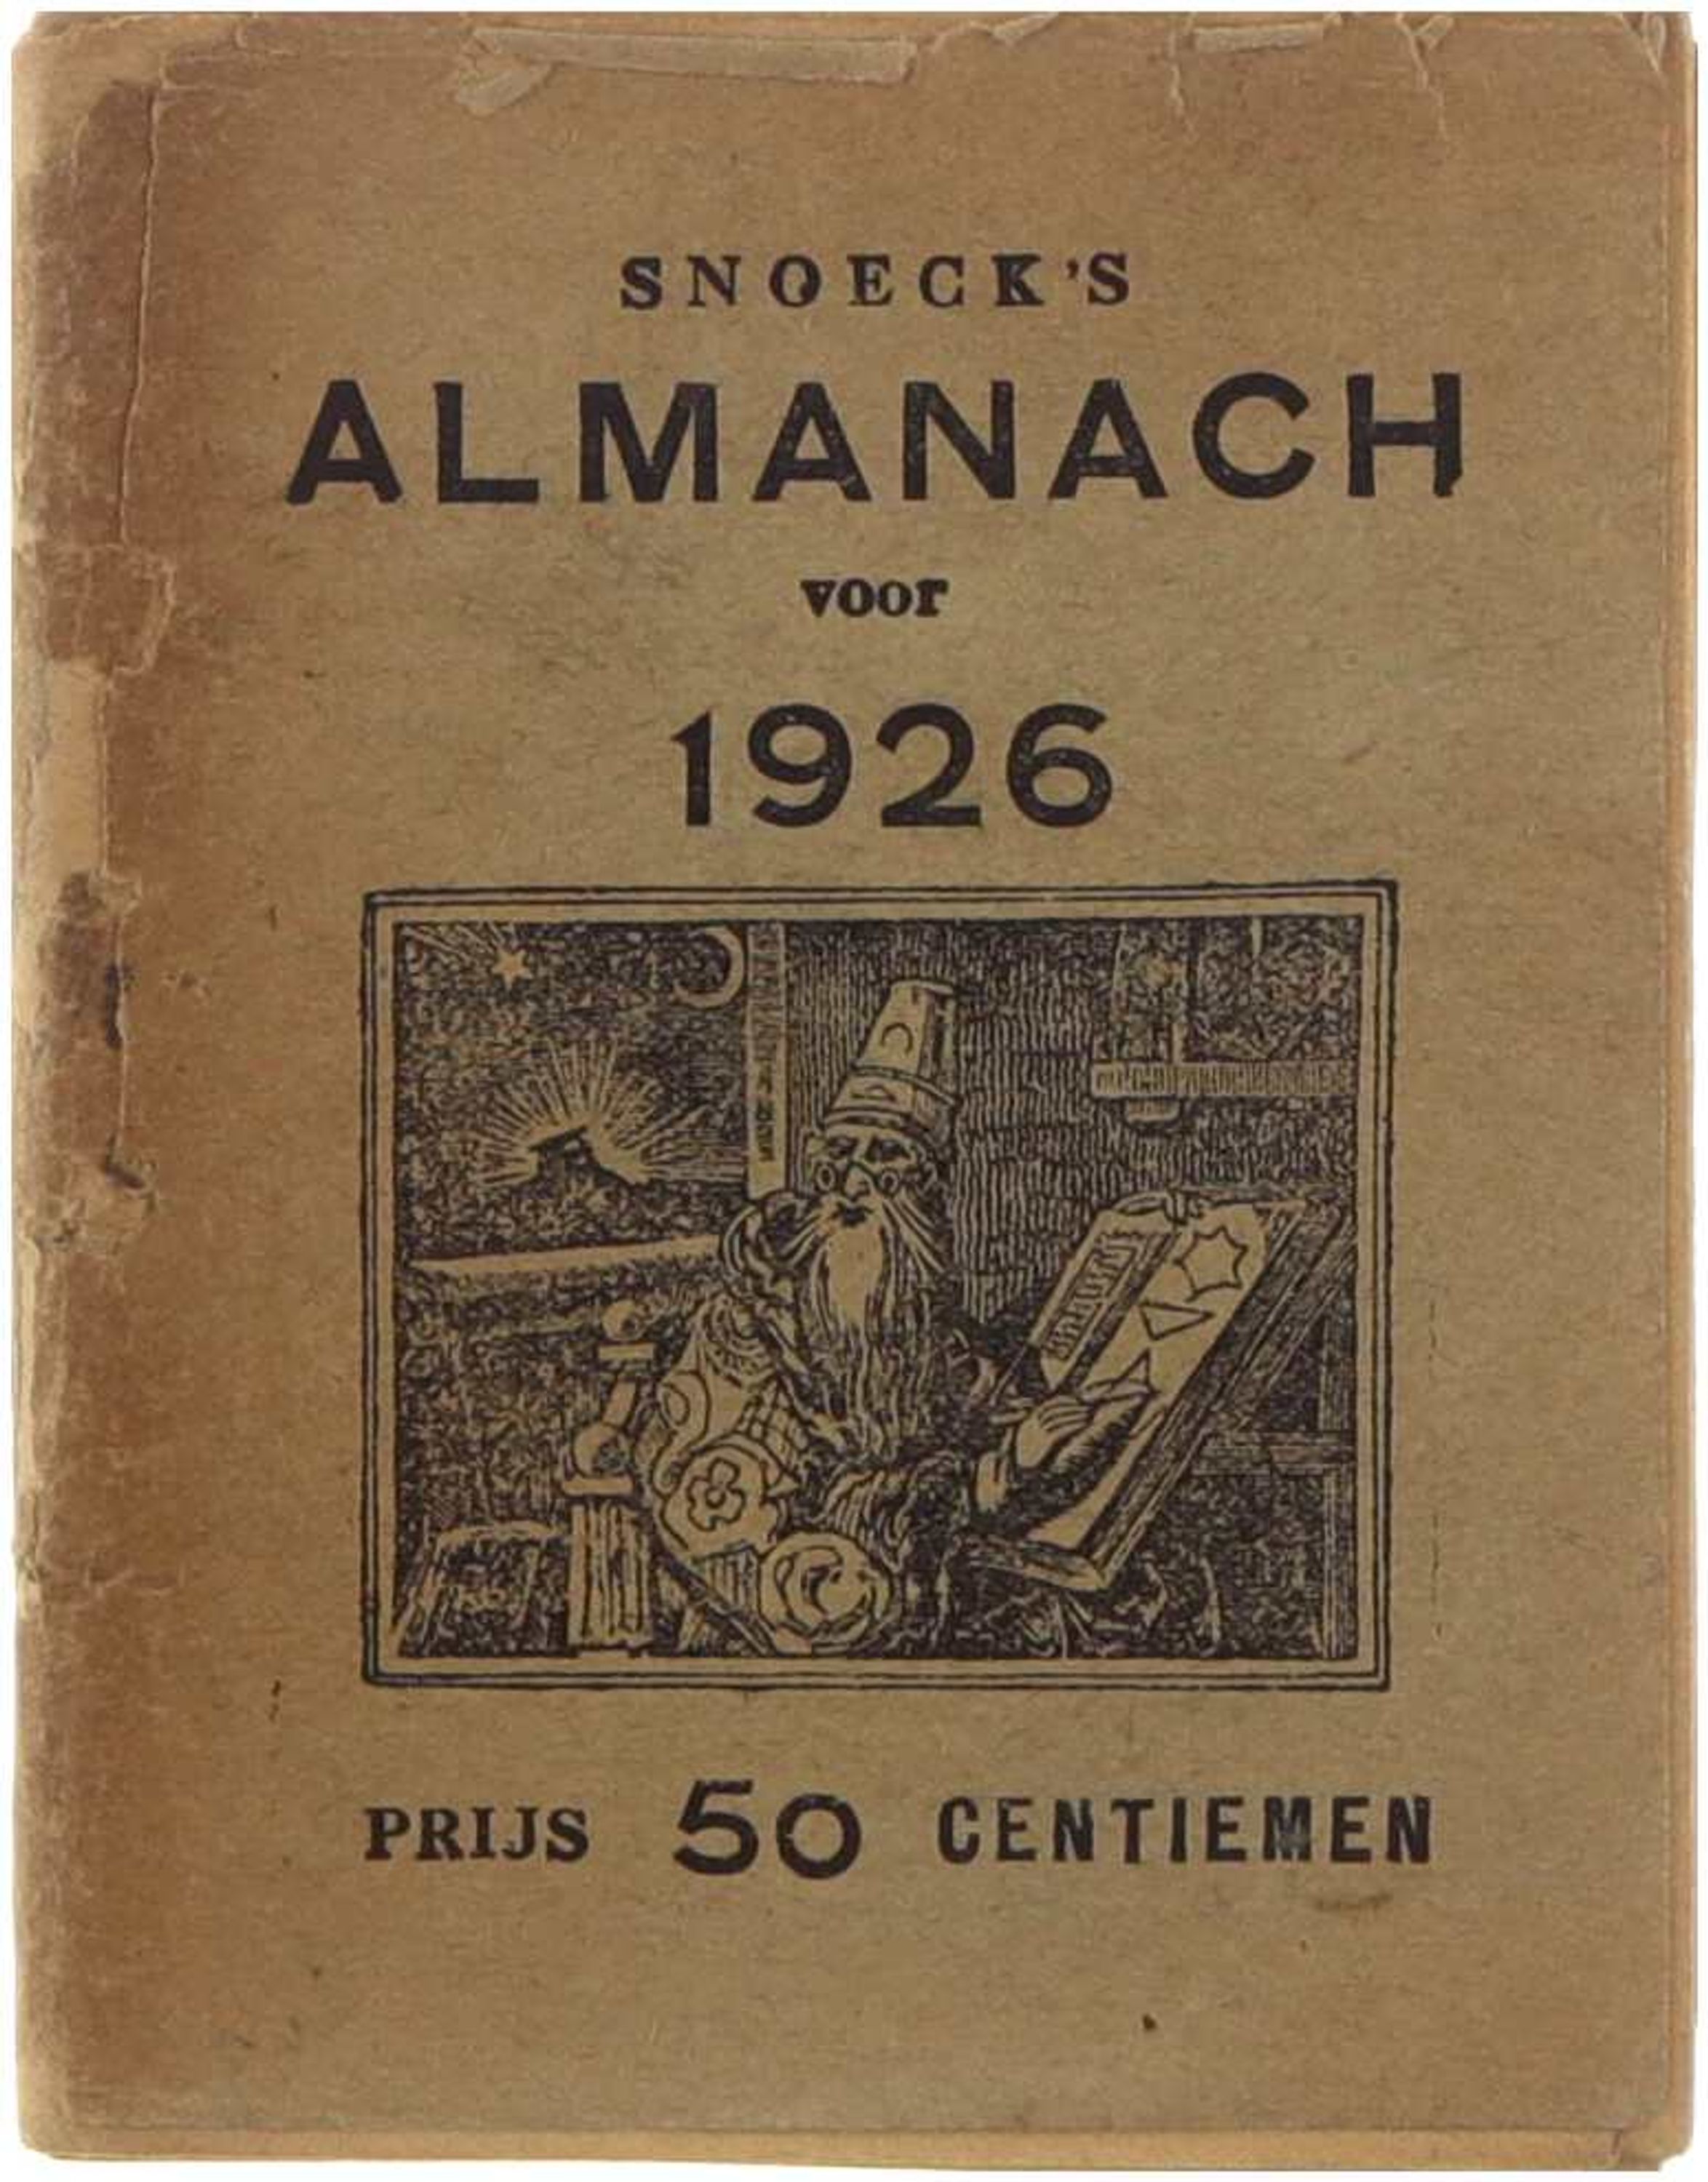 SNOECK'S
ALMANACH
voor
1926
PRIJS 50 CENTIEMEN